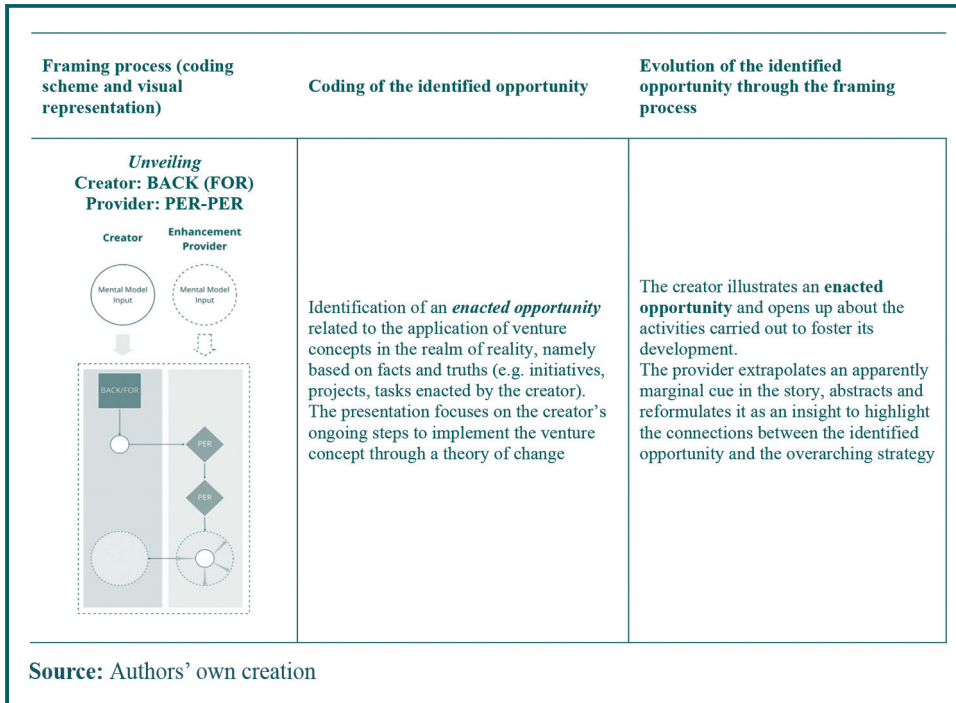 Framing process (coding
scheme and visual
representation)
Coding of the identified opportunity
Evolution of the identified
opportunity through the framing
process
Unveiling
Creator: BACK (FOR)
Provider: PER-PER
Creator
Enhancement
Provider
Mental Model
Input
Mental Model
Input
BACK/FOR
PER
PER
Identification of an enacted opportunity
related to the application of venture
concepts in the realm of reality, namely
based on facts and truths (e.g. initiatives,
projects, tasks enacted by the creator).
The presentation focuses on the creator’s
ongoing steps to implement the venture
concept through a theory of change
The creator illustrates an enacted
opportunity and opens up about the
activities carried out to foster its
development.
The provider extrapolates an apparently
marginal cue in the story, abstracts and
reformulates it as an insight to highlight
the connections between the identified
opportunity and the overarching strategy
Source: Authors’ own creation